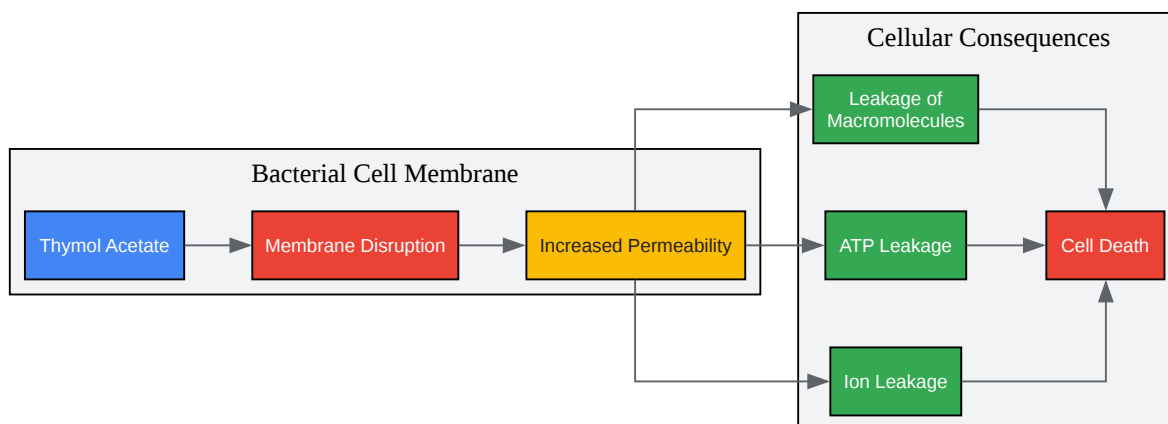 Cellular Consequences
Leakage of
Macromolecules
Bacterial Cell Membrane
Thymol Acetate
Membrane Disruption
Increased Permeability
ATP Leakage
Cell Death
Ion Leakage